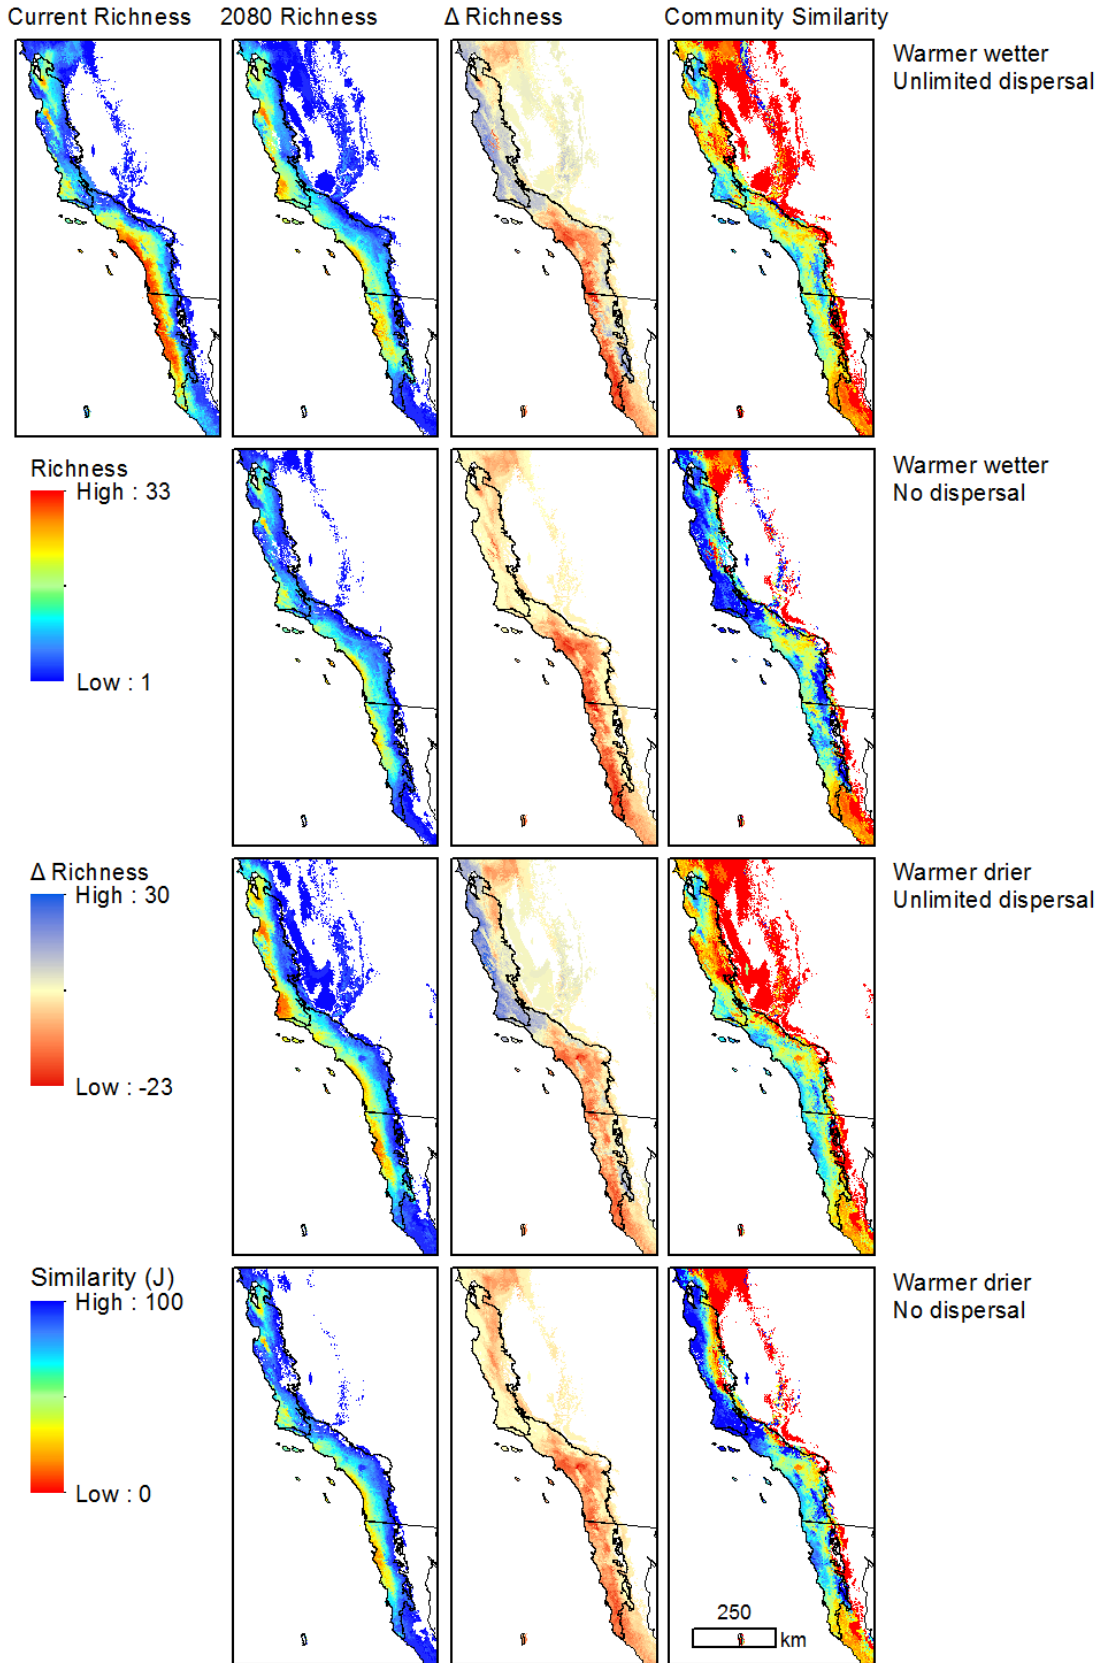 Current Richness
2080 Richness
Δ Richness
Community Similarity
Warmer wetter
Unlimited dispersal
Richness
High : 33
Low : 1
Warmer wetter
No dispersal
Δ Richness
High : 30
Low : -23
Warmer drier
Unlimited dispersal
Similarity (J)
High : 100
Low : 0
Warmer drier
No dispersal
250
km